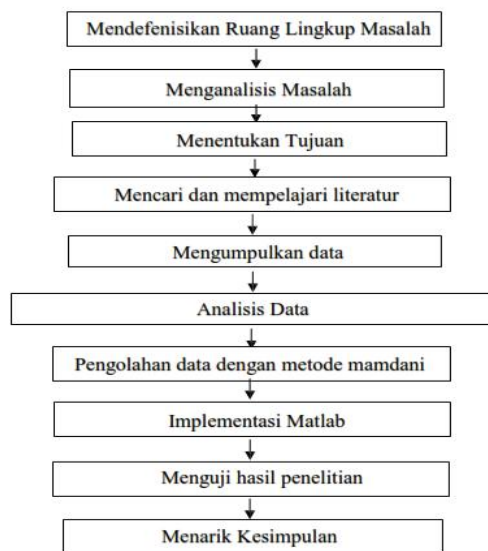 Mendefenisikan Ruang Lingkup Masalah
Menganalisis Masalah
Menentukan Tujuan
Mencari dan mempelajari literatur
Mengumpulkan data
Analisis Data
Pengolahan data dengan metode mamdani
Implementasi Matlab
Menguji hasil penelitian
Menarik Kesimpulan